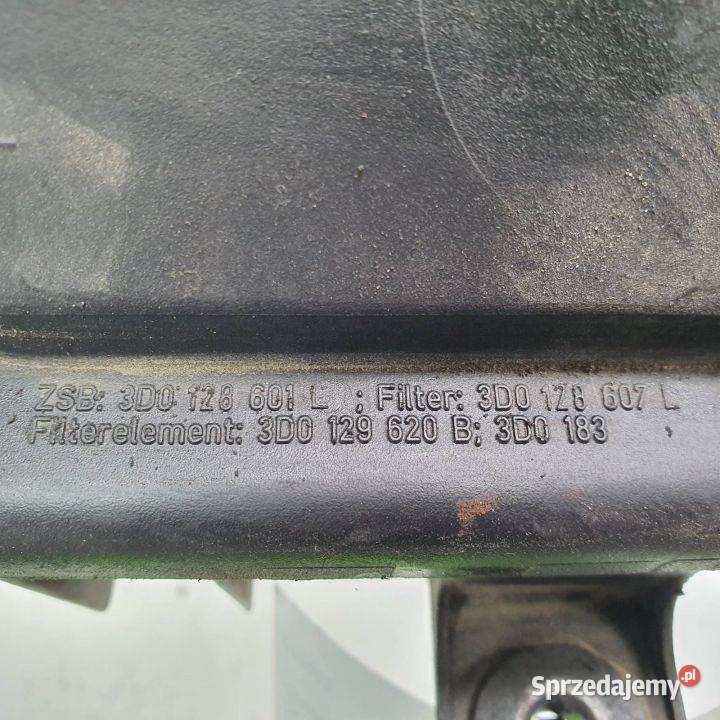 ZSB: 3D0 128 601 L ; Filter: 3D0 128 607 L
Filterelement: 3D0 129 620 B; 3D0 183
Sprzedajemy.pl